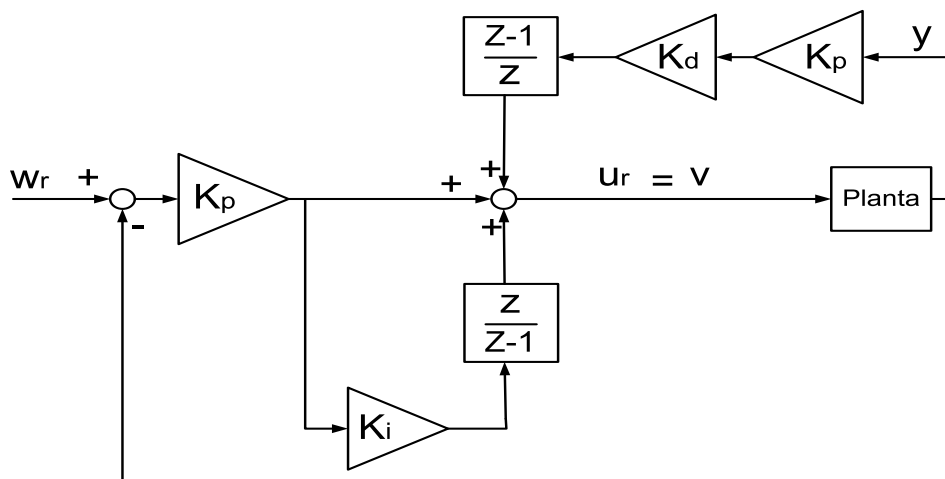 Z-1
z
Kd
Kp
y
wr
+
-
Kp
+
+
+
ur = v
Planta
z
Z-1
Ki